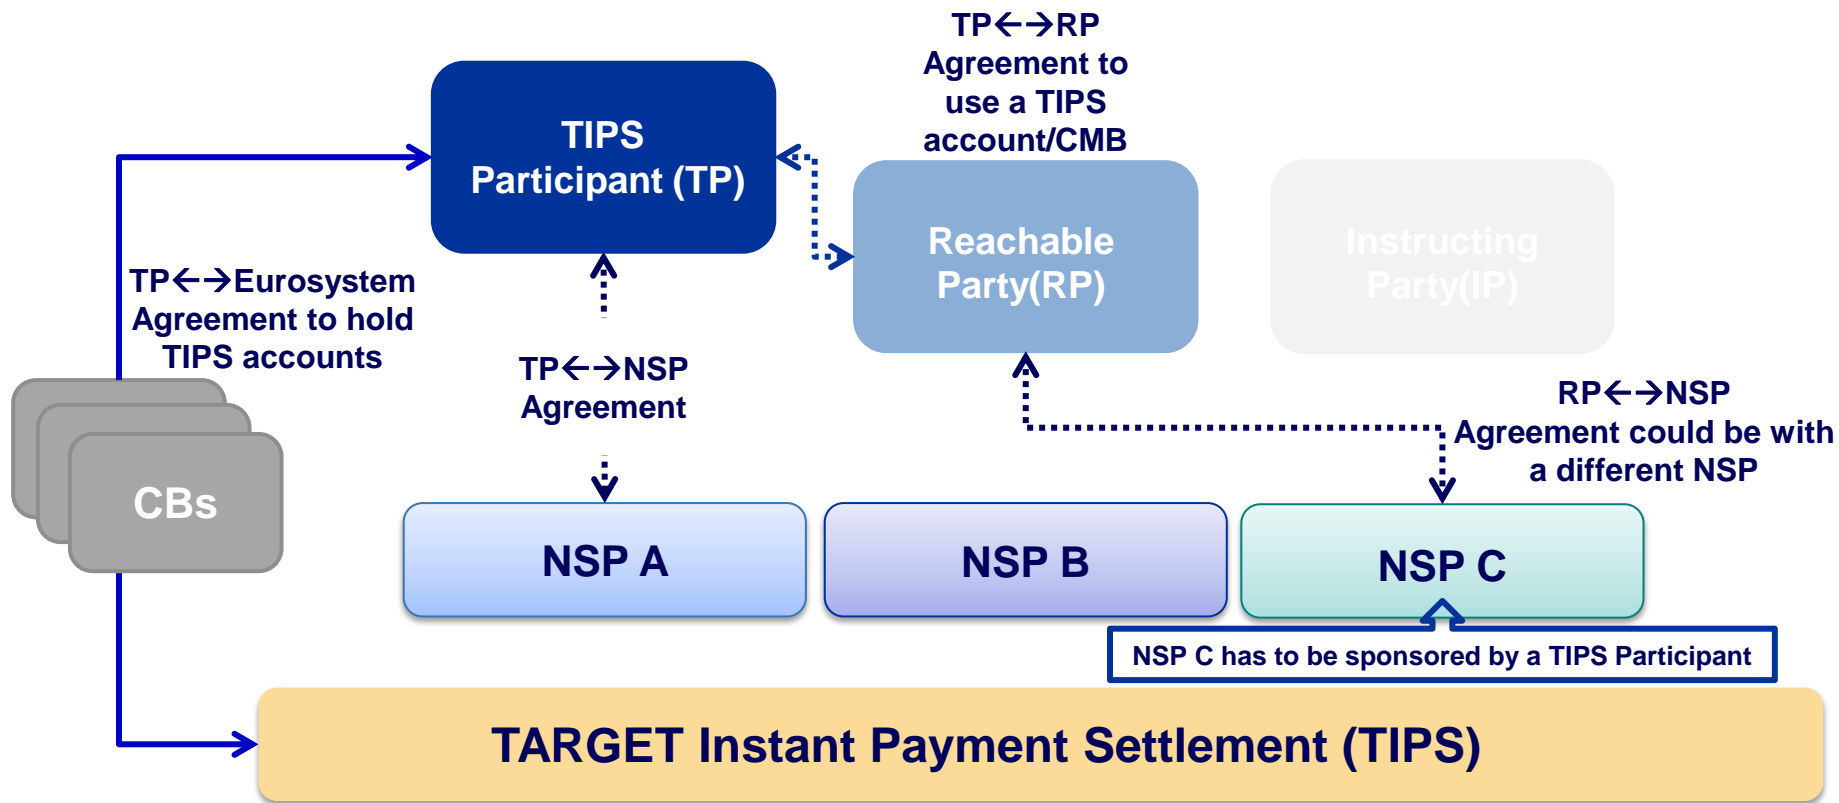 TP←→RP
Agreement to
use a TIPS
account/CMB
TIPS
Participant (TP)
Reachable
Party(RP)
Instructing
Party(IP)
TP←→Eurosystem
Agreement to hold
TIPS accounts
TP←→NSP
Agreement
RP←→NSP
Agreement could be with
a different NSP
CBs
NSP A
NSP B
NSP C
NSP C has to be sponsored by a TIPS Participant
TARGET Instant Payment Settlement (TIPS)